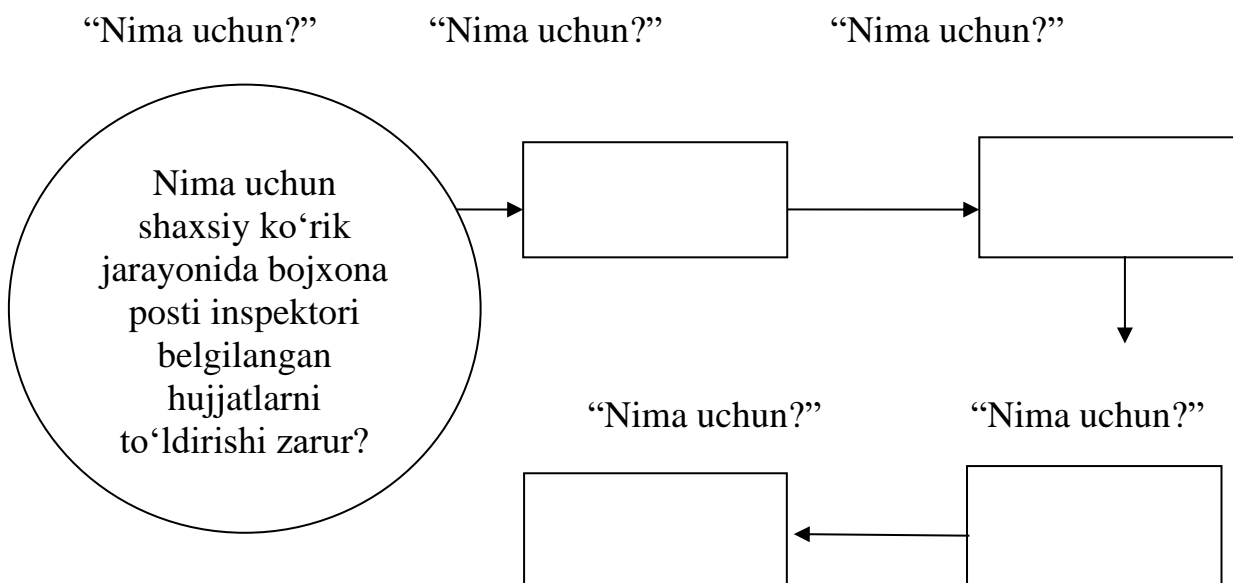 “Nima uchun?” “Nima uchun?” “Nima uchun?”
Nima uchun
shaxsiy ko‘rik
jarayonida bojxona
posti inspektori
belgilangan
hujjatlarni
to‘ldirishi zarur?
“Nima uchun?” “Nima uchun?”